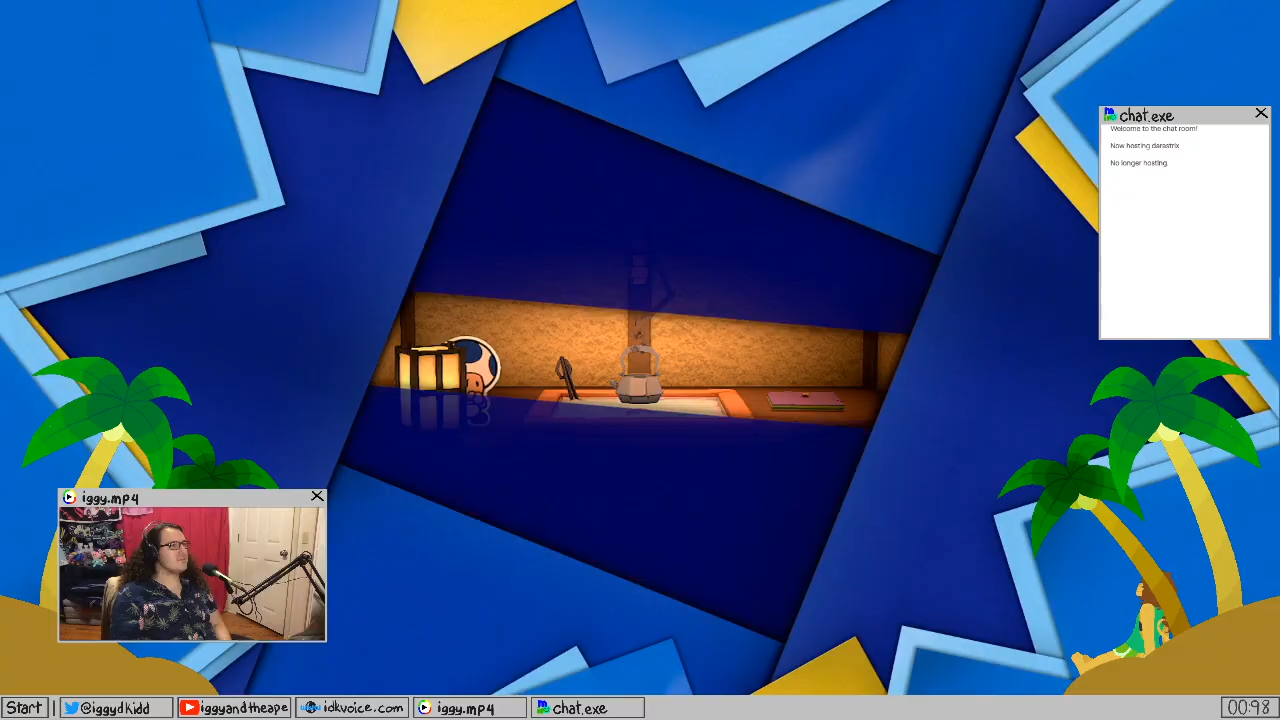 chat.exe
Welcome to the chat room!
Now hosting darastrix
No longer hosting.
iggy.mp4
Start | @iggydkidd iggyandtheape idkvoice.com iggy.mp4 chat.exe 00:98